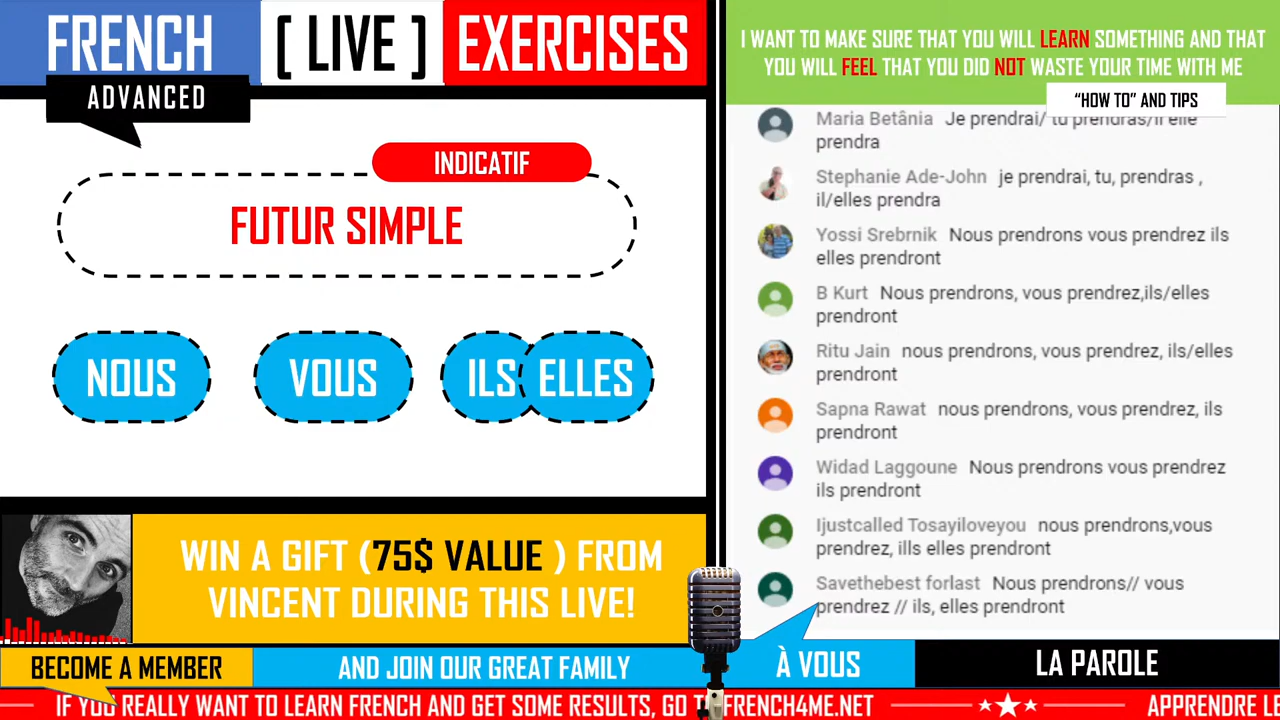 FRENCH
[ LIVE ]
EXERCISES
ADVANCED
INDICATIF
FUTUR SIMPLE
NOUS
VOUS
ILS
ELLES
WIN A GIFT (75$ VALUE ) FROM
VINCENT DURING THIS LIVE!
BECOME A MEMBER
AND JOIN OUR GREAT FAMILY
I WANT TO MAKE SURE THAT YOU WILL LEARN SOMETHING AND THAT
YOU WILL FEEL THAT YOU DID NOT WASTE YOUR TIME WITH ME
“HOW TO” AND TIPS
Maria Betânia Je prendrai/ tu prendras/il elle
prendra
Stephanie Ade-John je prendrai, tu, prendras ,
il/elles prendra
Yossi Srebrnik Nous prendrons vous prendrez ils
elles prendront
B Kurt Nous prendrons, vous prendrez,ils/elles
prendront
Ritu Jain nous prendrons, vous prendrez, ils/elles
prendront
Sapna Rawat nous prendrons, vous prendrez, ils
prendront
Widad Laggoune Nous prendrons vous prendrez
ils prendront
Ijustcalled Tosayiloveyou nous prendrons,vous
prendrez, ills elles prendront
Savethebest forlast Nous prendrons// vous
prendrez // ils, elles prendront
À VOUS
LA PAROLE
IF YOU REALLY WANT TO LEARN FRENCH AND GET SOME RESULTS, GO T FRENCH4ME.NET
APPRENDRE LE